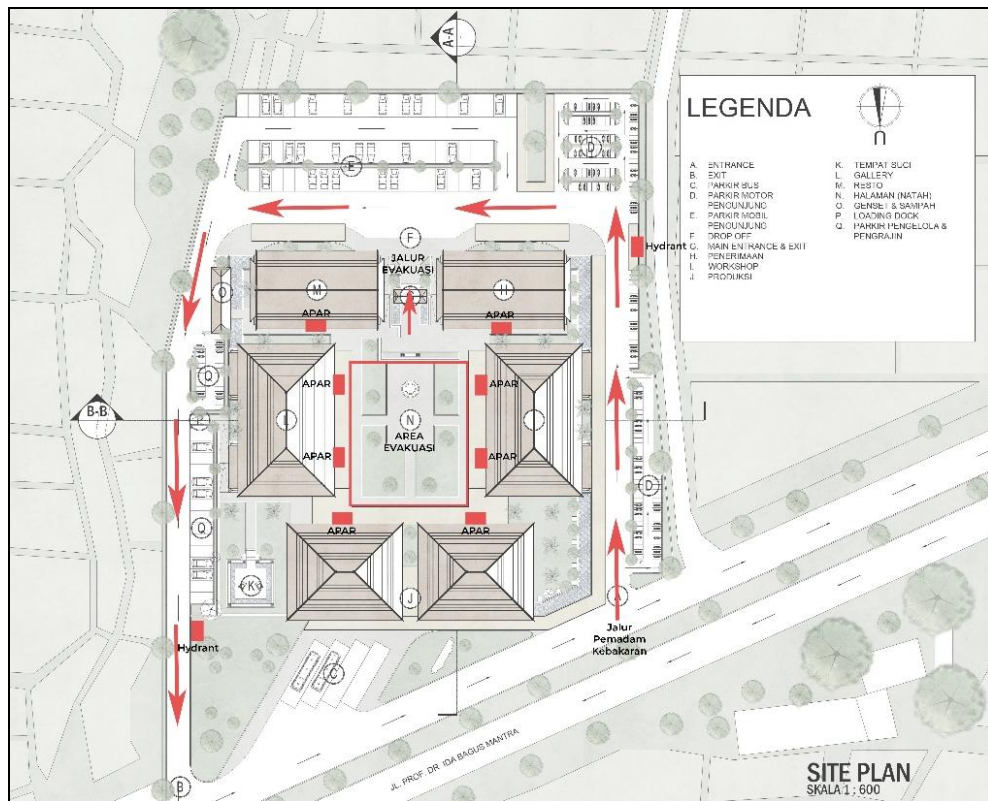 A-A
LEGENDA
U
A. ENTRANCE
B. EXIT
C. PARKIR BUS
D. PARKIR MOTOR
PENGUNJUNG
E. PARKIR MOBIL
PENGUNJUNG
F. DROP OFF
G. MAIN ENTRANCE & EXIT
H. PENERIMAAN
I. WORKSHOP
J. PRODUKSI
K. TEMPAT SUCI
L. GALLERY
M. RESTO
N. HALAMAN (NATAH)
O. GENSET & SAMPAH
P. LOADING DOCK
Q. PARKIR PENGELOLA &
PENGRAJIN
D
E
F
JALUR
EVAKUASI
Hydrant
O
M
H
APAR
APAR
Q
APAR
APAR
B-B
L
N
AREA
EVAKUASI
APAR
APAR
D
Q
APAR
APAR
K
J
A
Jalur
Pemadam
Kebakaran
Hydrant
C
JL. PROF. DR. IDA BAGUS MANTRA
B
SITE PLAN
SKALA 1 : 600